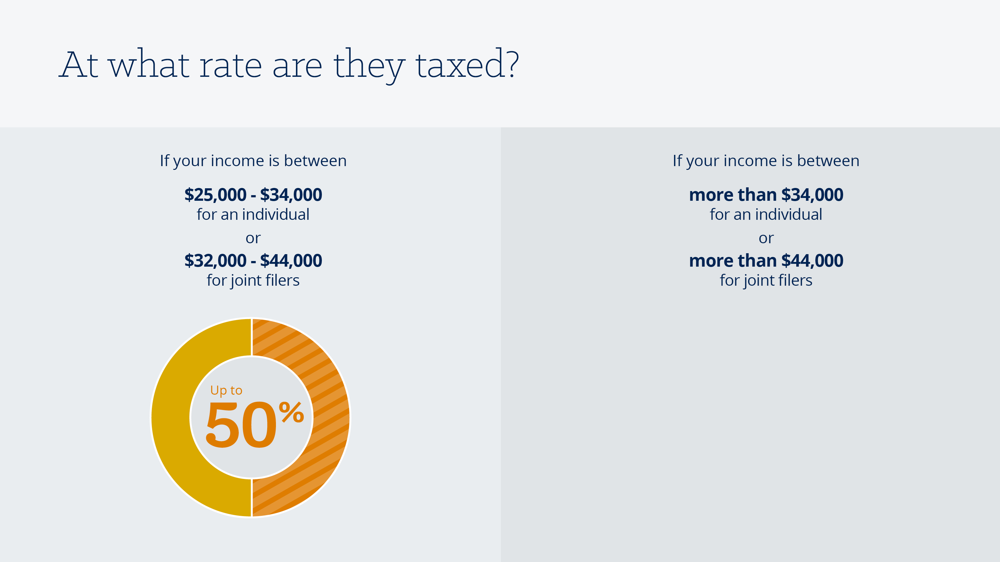 At what rate are they taxed?
If your income is between
$25,000 - $34,000
for an individual
or
$32,000 - $44,000
for joint filers
Up to
50%
If your income is between
more than $34,000
for an individual
or
more than $44,000
for joint filers